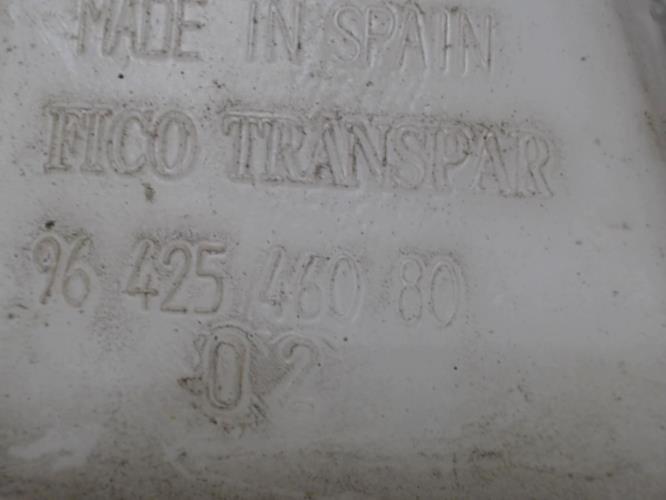 MADE IN SPAIN
FICO TRANSPAR
96 425 460 80
02